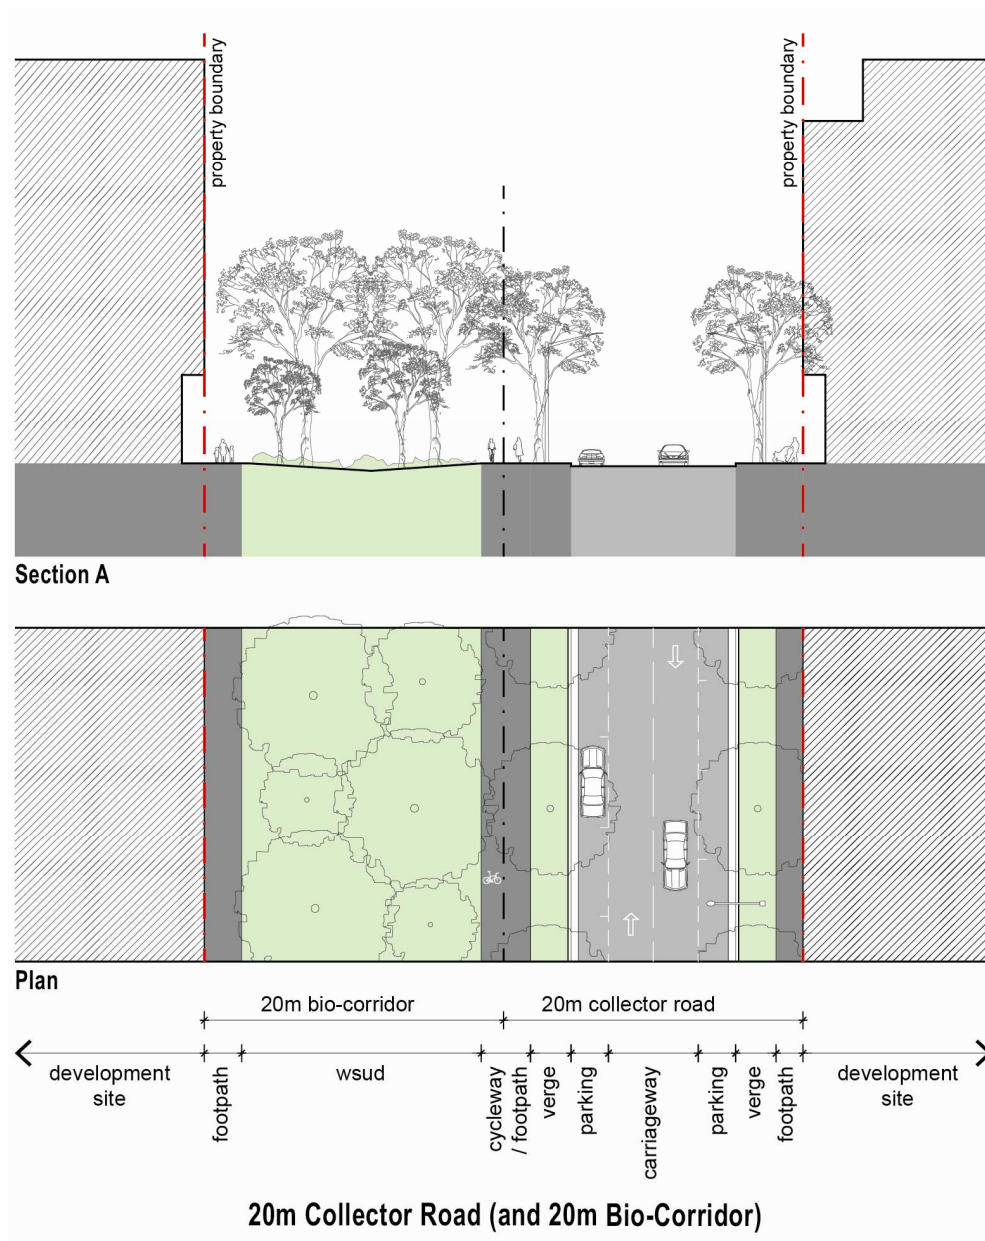 property boundary
property boundary
Section A
Plan
20m bio-corridor
20m collector road
development
site
footpath
wsud
cycleway
/ footpath
verge
parking
carriageway
parking
verge
footpath
development
site
20m Collector Road (and 20m Bio-Corridor)